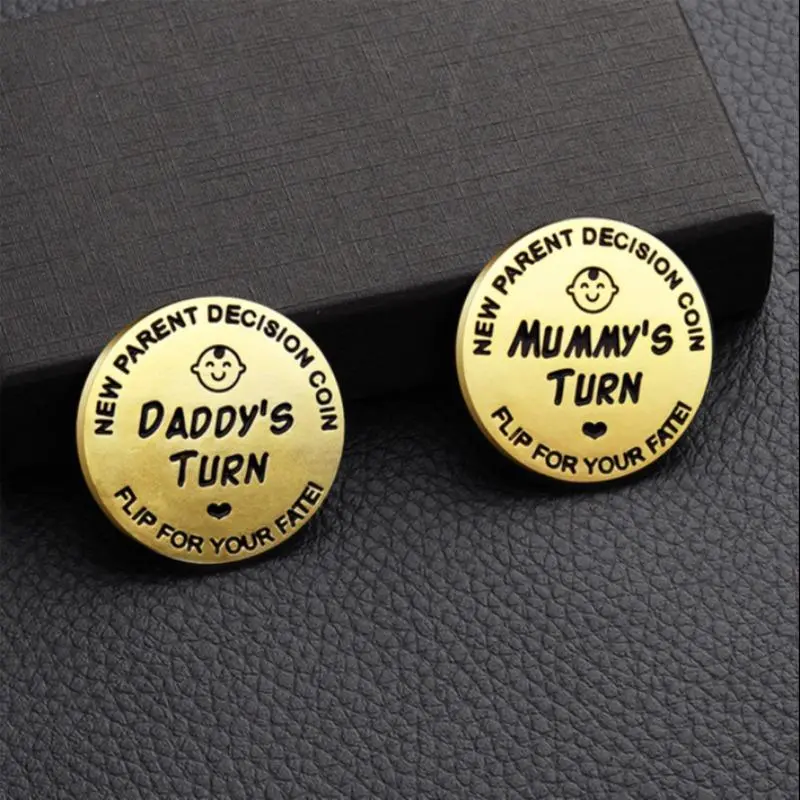 NEW PARENT DECISION COIN
DADDY'S
TURN
FLIP FOR YOUR FATE!
NEW PARENT DECISION COIN
MUMMY'S
TURN
FLIP FOR YOUR FATE!